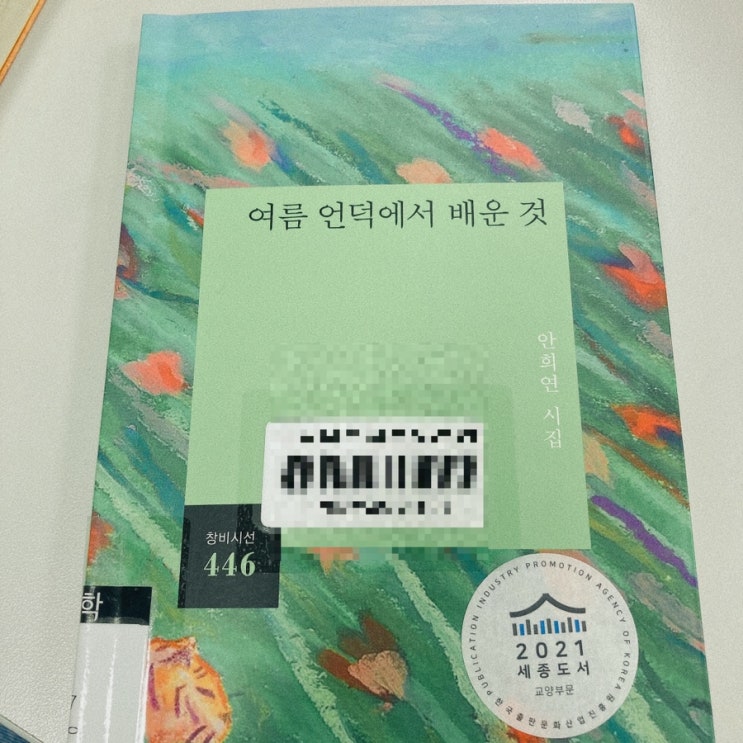 여름 언덕에서 배운 것
안희연 시집
창비시선
446
학
PUBLICATION INDUSTRY PROMOTION AGENCY OF KOREA
2021
세종도서
교양부문
한국출판문화산업진흥원
7